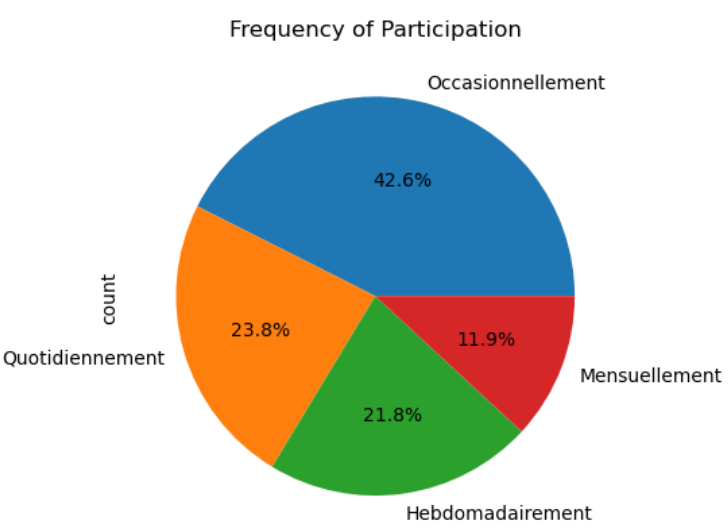 Frequency of Participation
Occasionnellement
42.6%
count
23.8%
Quotidiennement
11.9%
Mensuellement
21.8%
Hebdomadairement